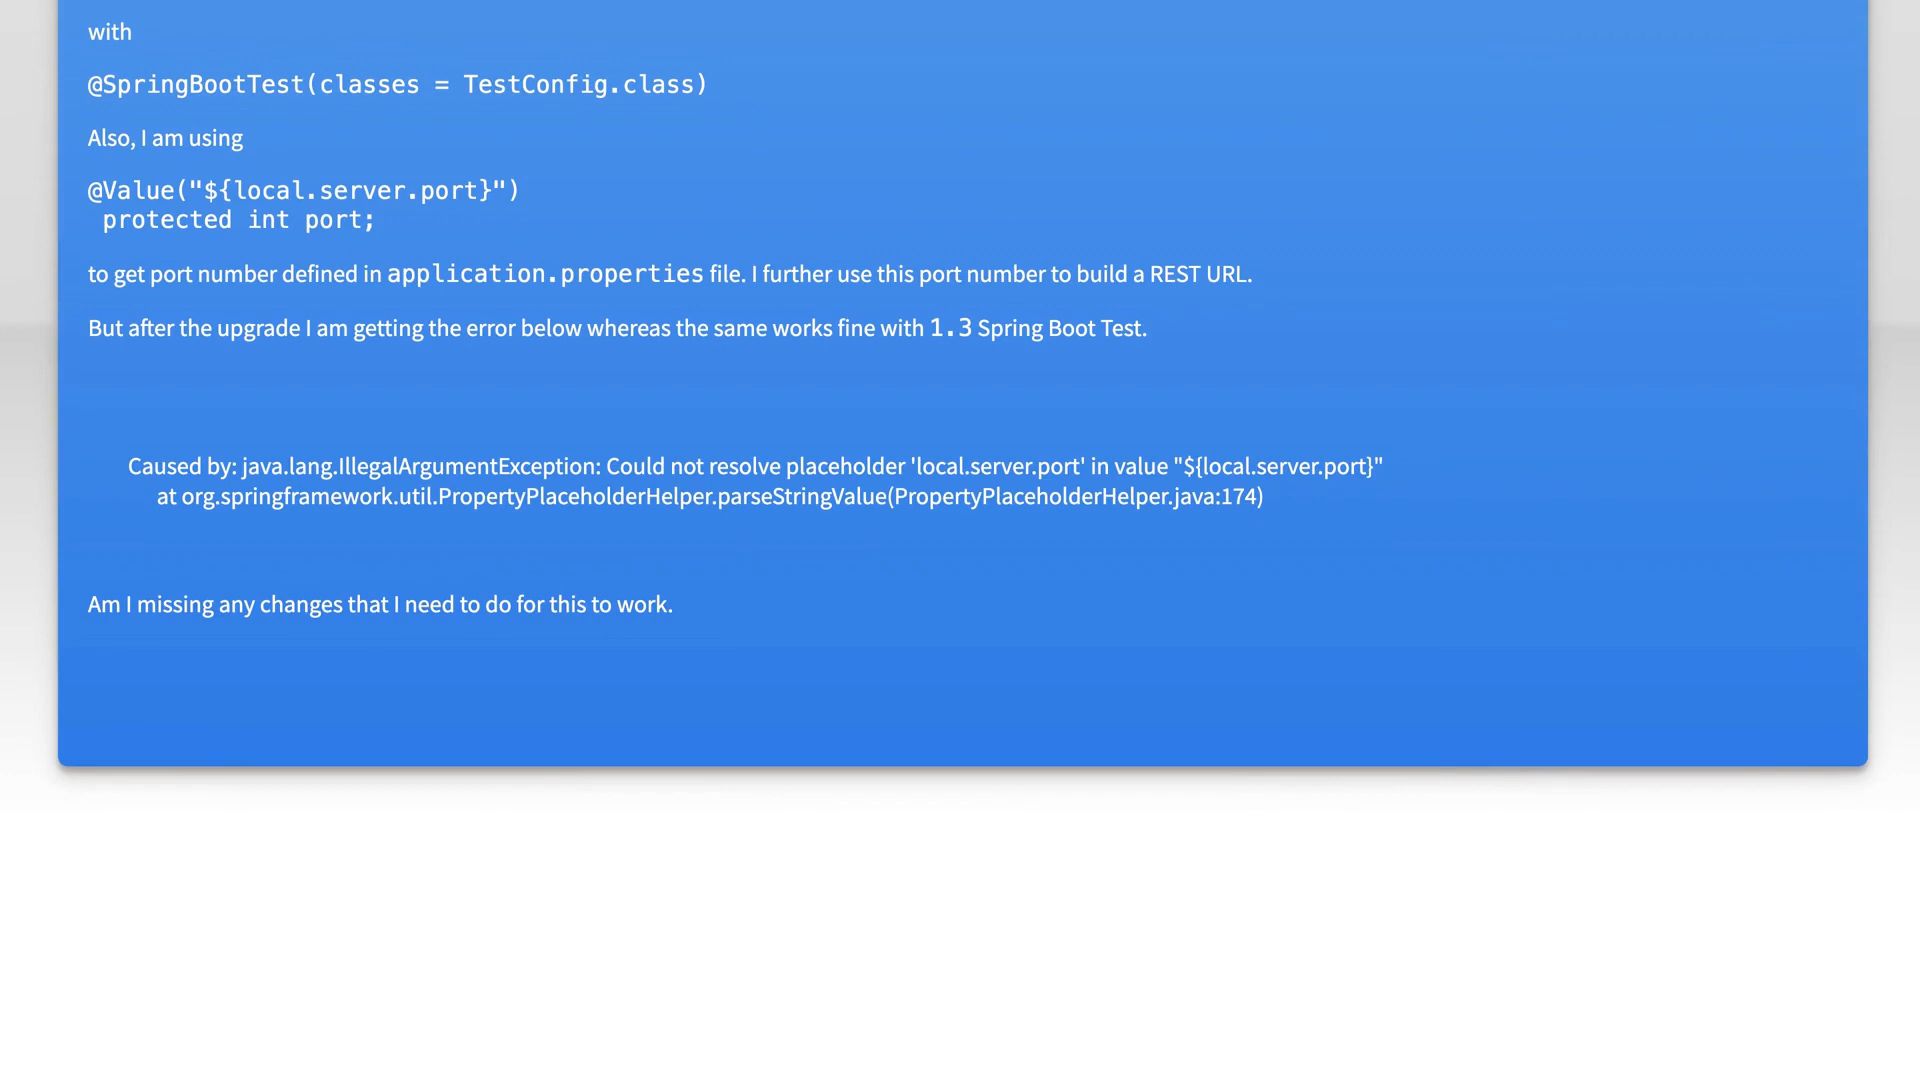 with
@SpringBootTest(classes = TestConfig.class)
Also, I am using
@Value("${local.server.port}")
protected int port;
to get port number defined in application.properties file. I further use this port number to build a REST URL.
But after the upgrade I am getting the error below whereas the same works fine with 1.3 Spring Boot Test.
Caused by: java.lang.IllegalArgumentException: Could not resolve placeholder 'local.server.port' in value "${local.server.port}"
at org.springframework.util.PropertyPlaceholderHelper.parseStringValue(PropertyPlaceholderHelper.java:174)
Am I missing any changes that I need to do for this to work.